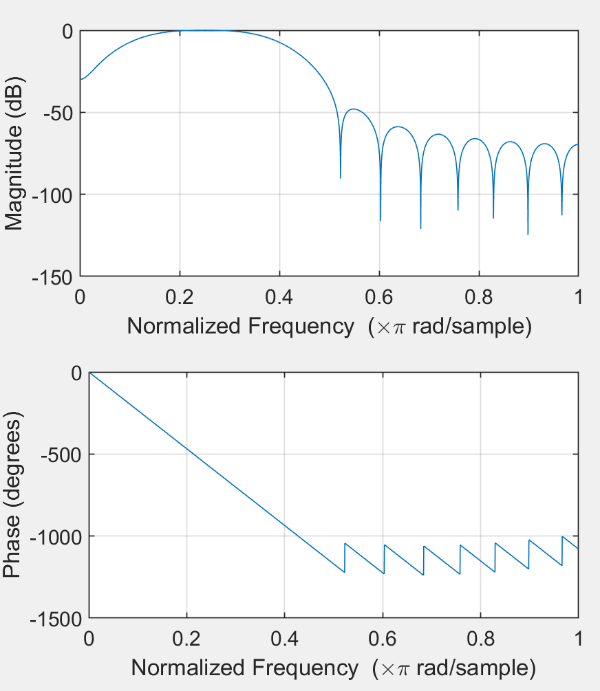 0
-50
-100
-150
Magnitude (dB)
0 0.2 0.4 0.6 0.8 1
Normalized Frequency (×π rad/sample)
0
-500
-1000
-1500
Phase (degrees)
0 0.2 0.4 0.6 0.8 1
Normalized Frequency (×π rad/sample)